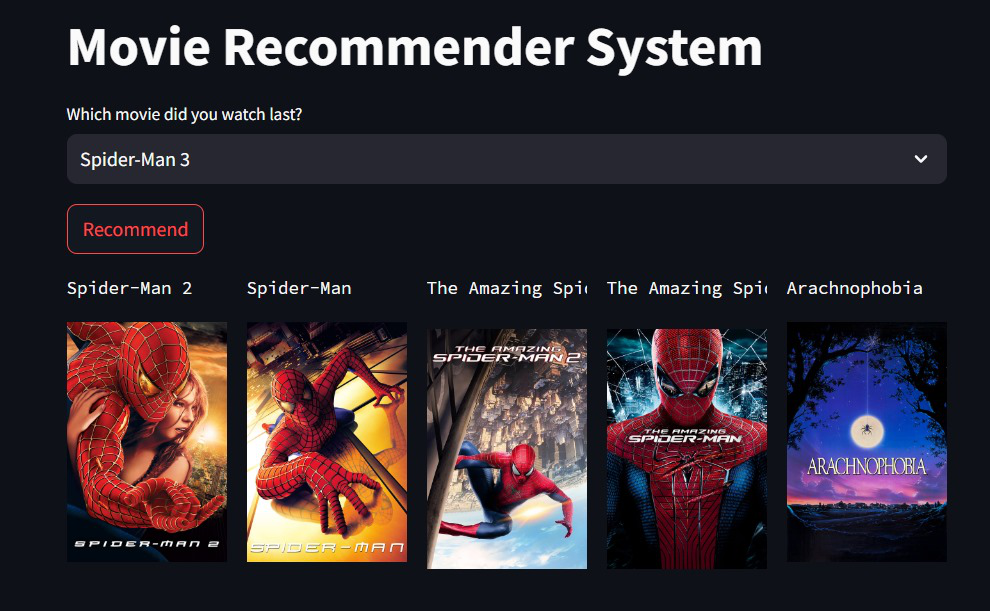 Movie Recommender System
Which movie did you watch last?
Spider-Man 3
Recommend
Spider-Man 2
Spider-Man
The Amazing Spi
The Amazing Spi
Arachnophobia
SPIDER-MAN 2
SPIDER-MAN
THE AMAZING
SPIDER-MAN 2
THE AMAZING
SPIDER-MAN
ARACHNOPHOBIA